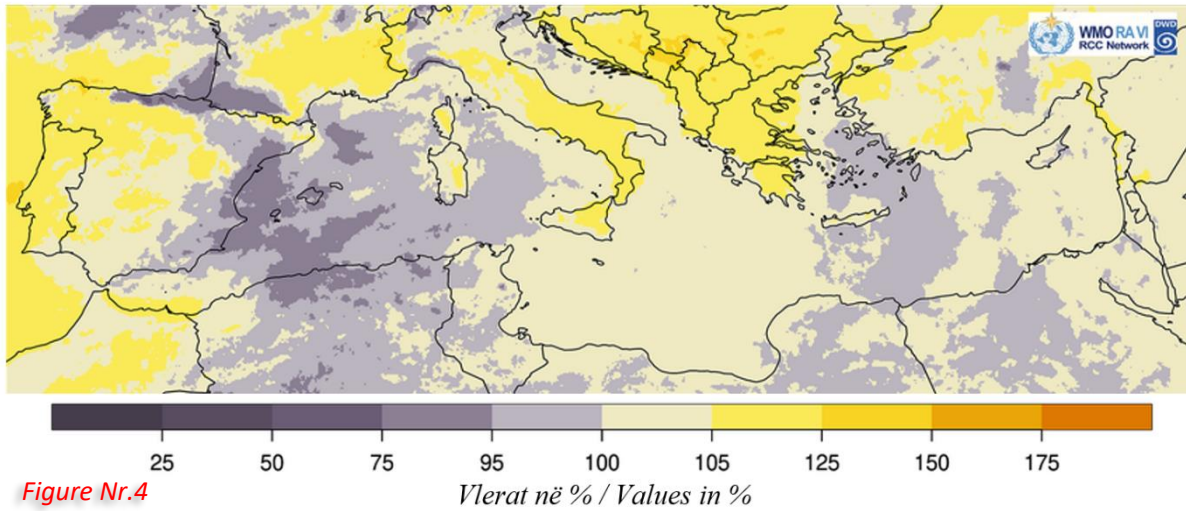 WMO RA VI
RCC Network
DWD
25 50 75 95 100 105 125 150 175
Figure Nr.4
Vlerat në % / Values in %